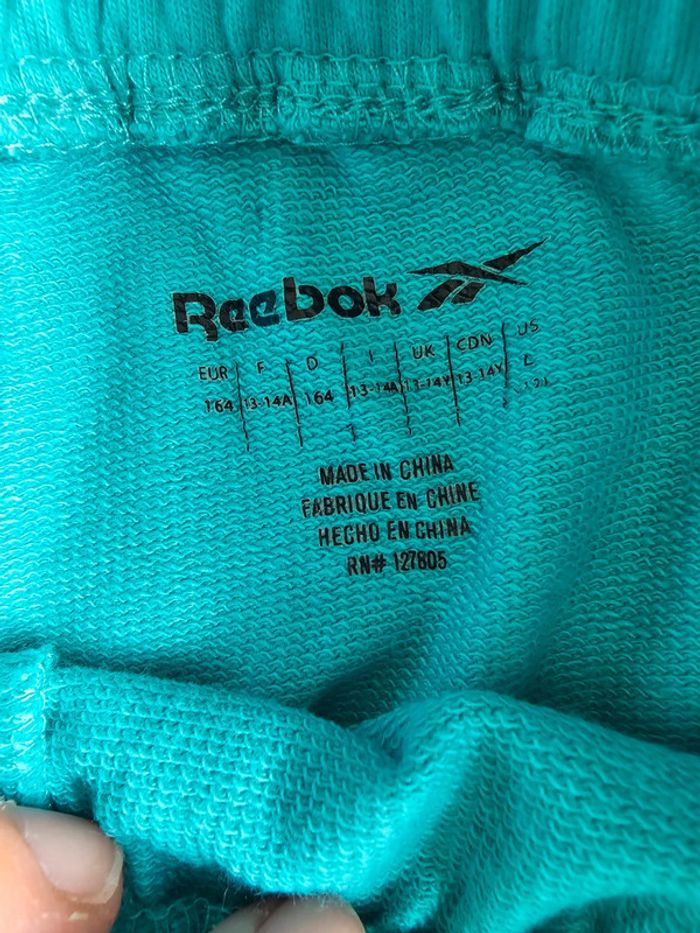 Reebok
EUR F D I UK CDN US
164 13-14A 164 13-14A 13-14Y 13-14Y L
MADE IN CHINA
FABRIQUE EN CHINE
HECHO EN CHINA
RN# 127805